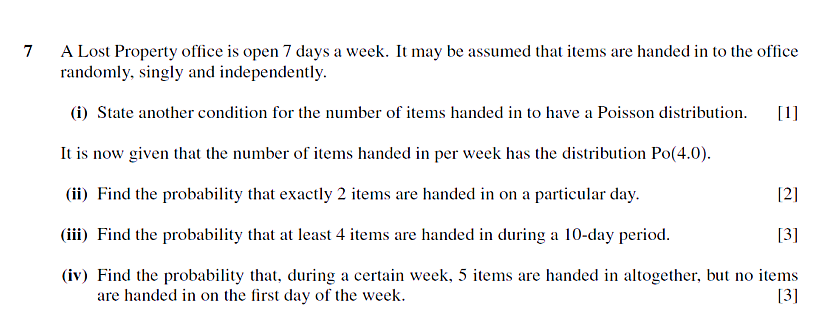 7 A Lost Property office is open 7 days a week. It may be assumed that items are handed in to the office
randomly, singly and independently.
(i) State another condition for the number of items handed in to have a Poisson distribution. [1]
It is now given that the number of items handed in per week has the distribution Po(4.0).
(ii) Find the probability that exactly 2 items are handed in on a particular day. [2]
(iii) Find the probability that at least 4 items are handed in during a 10-day period. [3]
(iv) Find the probability that, during a certain week, 5 items are handed in altogether, but no items
are handed in on the first day of the week. [3]